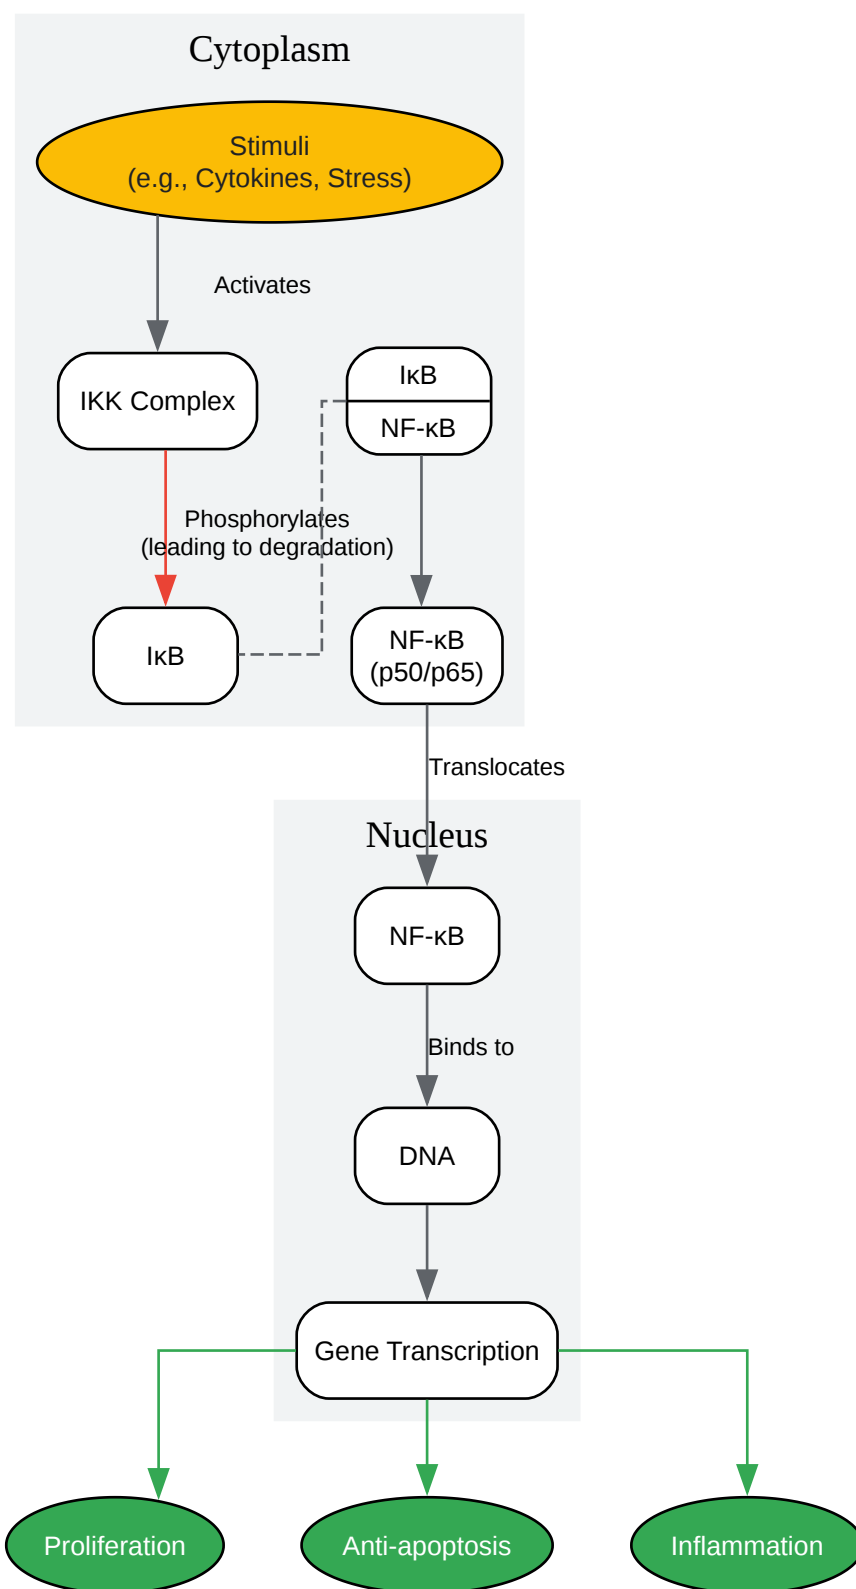 Cytoplasm
Stimuli
(e.g., Cytokines, Stress)
Activates
IKK Complex
IκB
NF-κB
Phosphorylates
(leading to degradation)
IκB
NF-κB
(p50/p65)
Translocates
Nucleus
NF-κB
Binds to
DNA
Gene Transcription
Proliferation
Anti-apoptosis
Inflammation